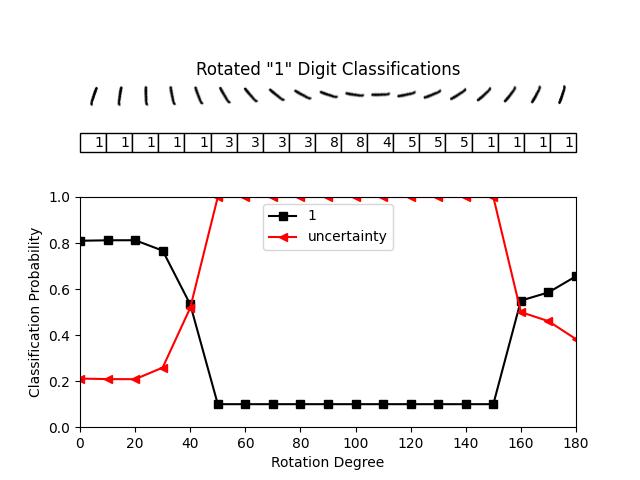 Rotated "1" Digit Classifications
1 1 1 1 1 3 3 3 3 8 8 4 5 5 5 1 1 1 1
1.0
0.8
0.6
0.4
0.2
0.0
Classification Probability
1
uncertainty
0 20 40 60 80 100 120 140 160 180
Rotation Degree